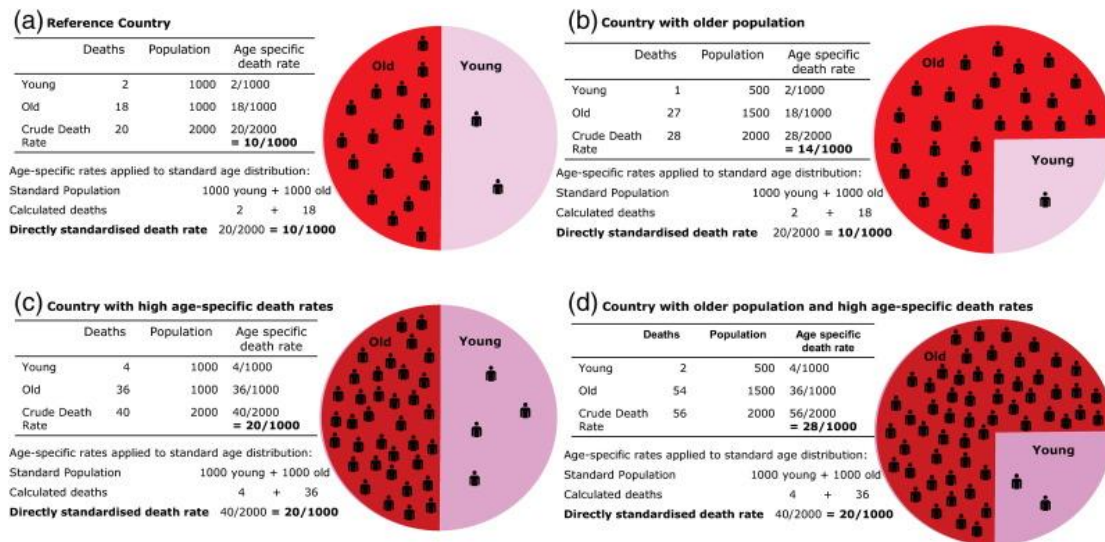 (a) Reference Country
Deaths Population Age specific
death rate
Young 2 1000 2/1000
Old 18 1000 18/1000
Crude Death 20 2000 20/2000
Rate = 10/1000
Age-specific rates applied to standard age distribution:
Standard Population 1000 young + 1000 old
Calculated deaths 2 + 18
Directly standardised death rate 20/2000 = 10/1000
Old Young
(b) Country with older population
Deaths Population Age specific
death rate
Young 1 500 2/1000
Old 27 1500 18/1000
Crude Death 28 2000 28/2000
Rate = 14/1000
Age-specific rates applied to standard age distribution:
Standard Population 1000 young + 1000 old
Calculated deaths 2 + 18
Directly standardised death rate 20/2000 = 10/1000
Old
Young
(c) Country with high age-specific death rates
Deaths Population Age specific
death rate
Young 4 1000 4/1000
Old 36 1000 36/1000
Crude Death 40 2000 40/2000
Rate = 20/1000
Age-specific rates applied to standard age distribution:
Standard Population 1000 young + 1000 old
Calculated deaths 4 + 36
Directly standardised death rate 40/2000 = 20/1000
Old Young
(d) Country with older population and high age-specific death rates
Deaths Population Age specific
death rate
Young 2 500 4/1000
Old 54 1500 36/1000
Crude Death 56 2000 56/2000
Rate = 28/1000
Age-specific rates applied to standard age distribution:
Standard Population 1000 young + 1000 old
Calculated deaths 4 + 36
Directly standardised death rate 40/2000 = 20/1000
Old
Young